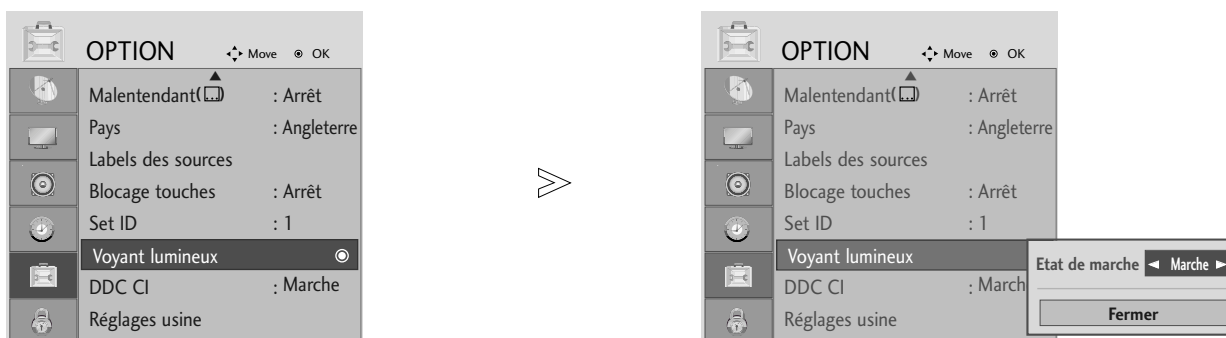 OPTION Move OK
Malentendant( ) : Arrêt
Pays : Angleterre
Labels des sources
Blocage touches : Arrêt
Set ID : 1
Voyant lumineux
DDC CI : Marche
Réglages usine
OPTION Move OK
Malentendant( ) : Arrêt
Pays : Angleterre
Labels des sources
Blocage touches : Arrêt
Set ID : 1
Voyant lumineux
DDC CI : March
Réglages usine
Etat de marche ◄ Marche ►
Fermer